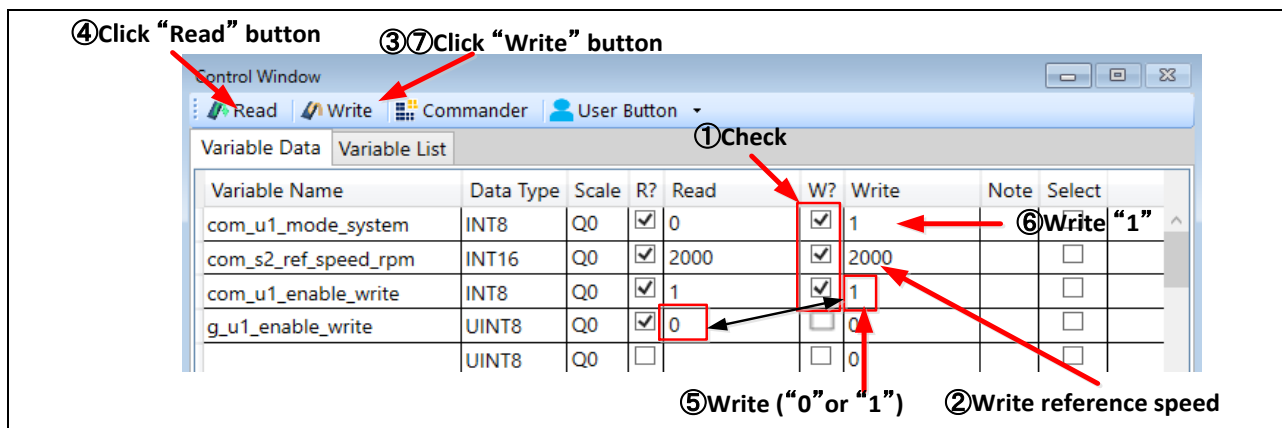 ④Click “Read” button
③⑦Click “Write” button
Control Window
Read Write Commander User Button
Variable Data Variable List
①Check
Variable Name Data Type Scale R? Read W? Write Note Select
com_u1_mode_system INT8 Q0 0 1
⑥Write “1”
com_s2_ref_speed_rpm INT16 Q0 2000 2000
com_u1_enable_write INT8 Q0 1 1
g_u1_enable_write UINT8 Q0 0 0
UINT8 Q0 0
⑤Write (“0”or “1”) ②Write reference speed